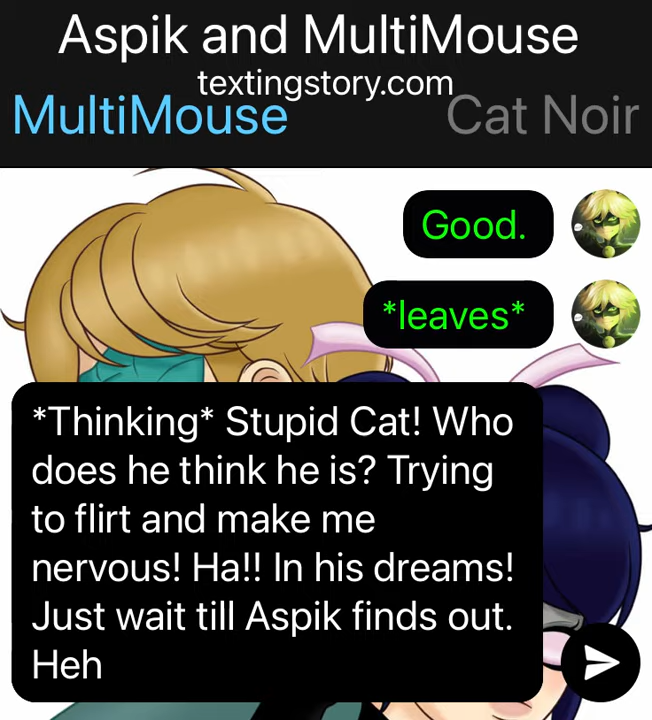 Aspik and MultiMouse
textingstory.com
MultiMouse
Cat Noir
Good.
*leaves*
*Thinking* Stupid Cat! Who
does he think he is? Trying
to flirt and make me
nervous! Ha!! In his dreams!
Just wait till Aspik finds out.
Heh